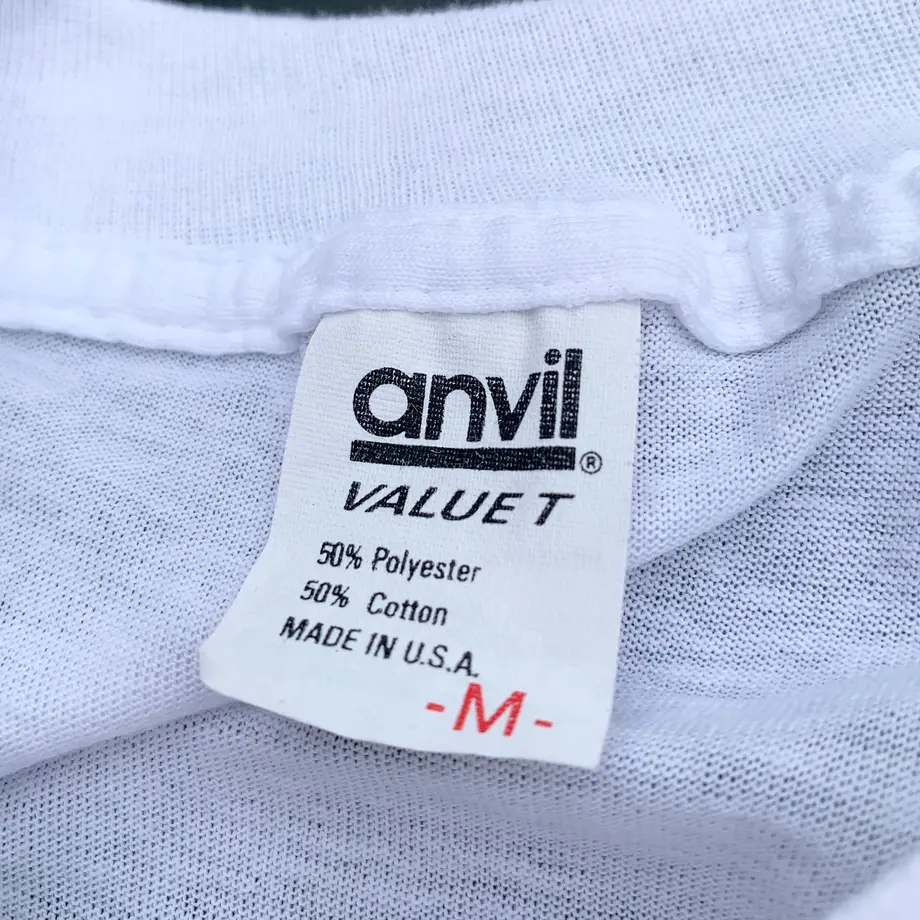 anvil®
VALUE T
50% Polyester
50% Cotton
MADE IN U.S.A.
-M-